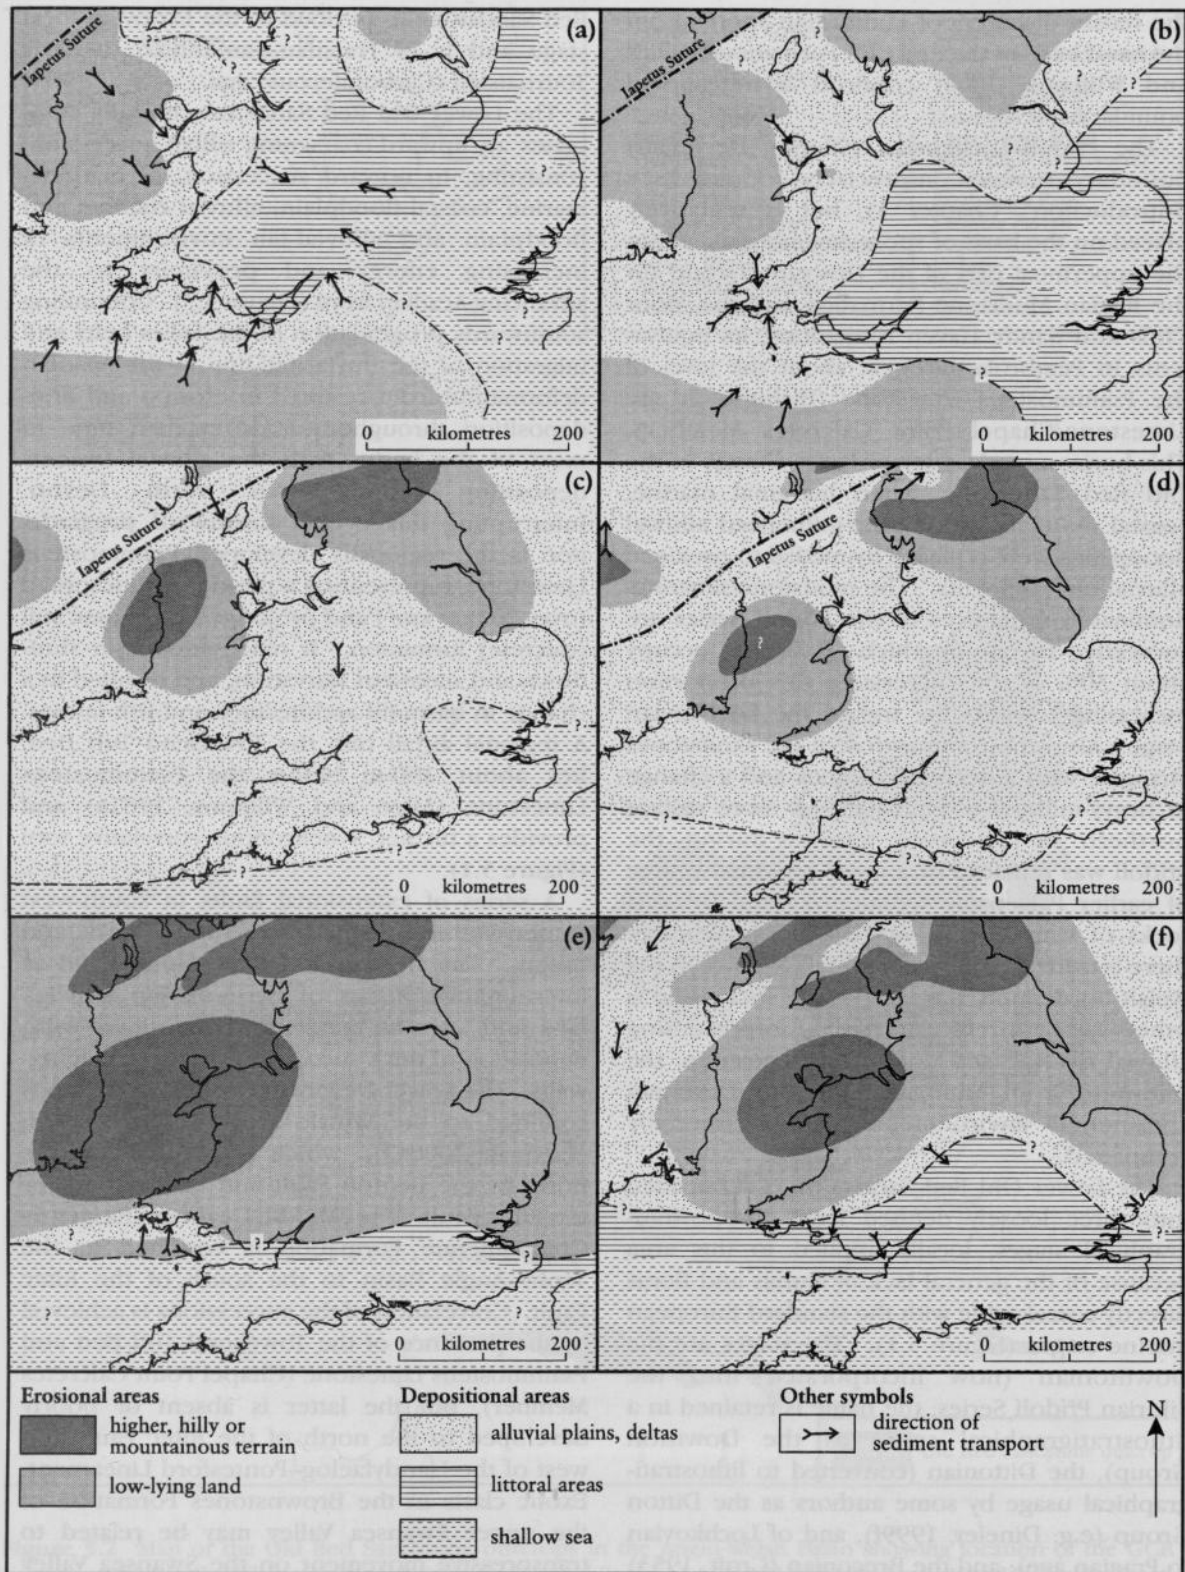 (a)
Iapetus Suture
?
?
?
?
?
?
?
?
?
0 kilometres 200
(b)
Iapetus Suture
?
?
?
?
?
?
?
?
0 kilometres 200
(c)
Iapetus Suture
?
?
?
0 kilometres 200
(d)
Iapetus Suture
?
?
?
0 kilometres 200
(e)
?
?
?
?
?
0 kilometres 200
(f)
?
?
?
0 kilometres 200
Erosional areas
higher, hilly or
mountainous terrain
low-lying land
Depositional areas
alluvial plains, deltas
littoral areas
shallow sea
Other symbols
direction of
sediment transport
N